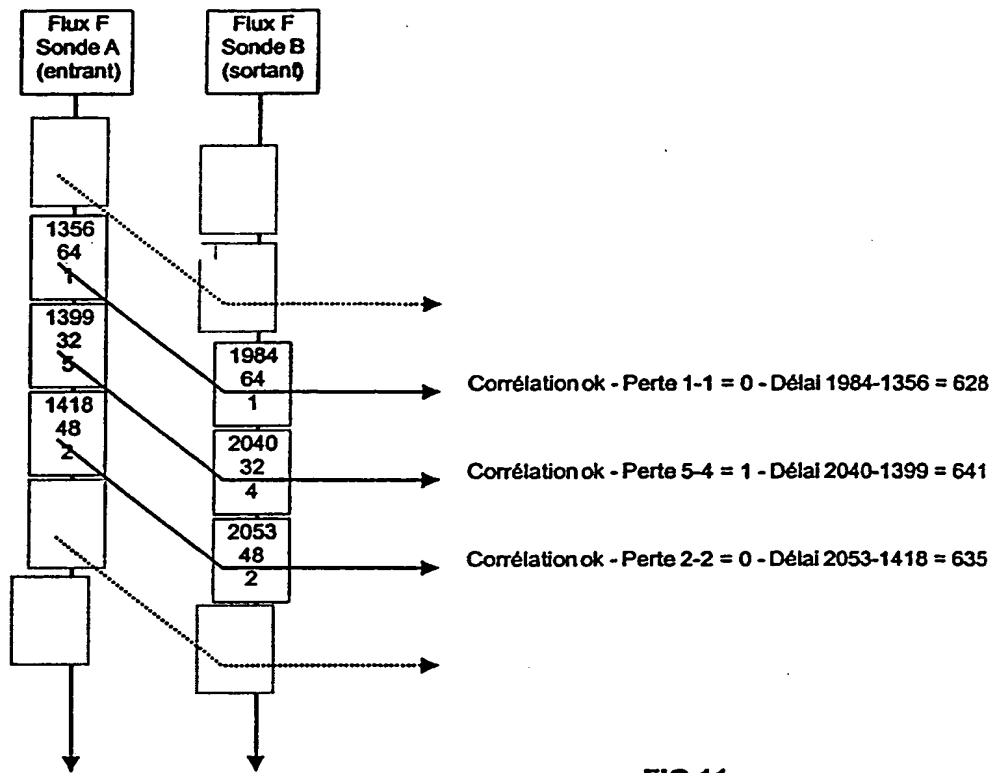 Flux F
Sonde A
(entrant)
Flux F
Sonde B
(sortant)
1356
64
1
1399
32
5
1418
48
2
1984
64
1
2040
32
4
2053
48
2
Corrélation ok - Perte 1-1 = 0 - Délai 1984-1356 = 628
Corrélation ok - Perte 5-4 = 1 - Délai 2040-1399 = 641
Corrélation ok - Perte 2-2 = 0 - Délai 2053-1418 = 635